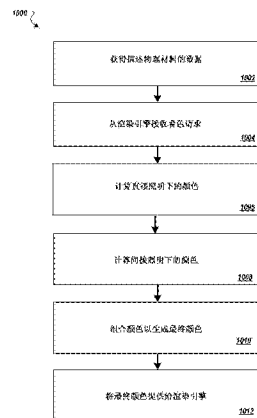 1000
获得描述物理材料的数据
1002
从渲染引擎接收着色请求
1004
计算直接照明下的颜色
1006
计算间接照明下的颜色
1008
组合颜色以生成最终颜色
1010
将最终颜色提供给渲染引擎
1012